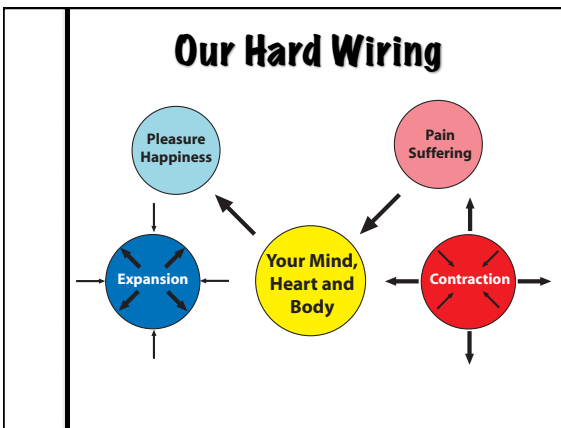 Our Hard Wiring
Pleasure
Happiness
Pain
Suffering
Expansion
Your Mind,
Heart and
Body
Contraction